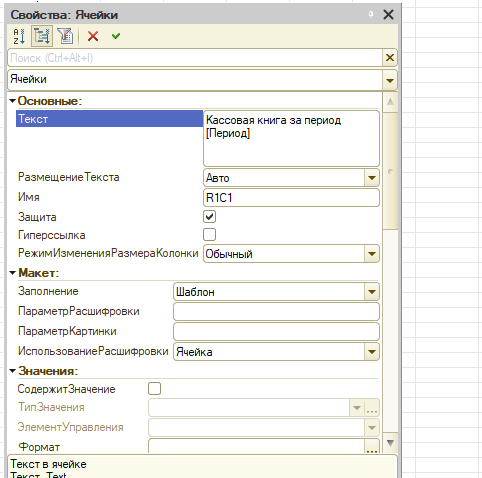 Свойства: Ячейки
Поиск (Ctrl+Alt+I)
Ячейки
Основные:
Текст
Кассовая книга за период
[Период]
РазмещениеТекста Авто
Имя R1C1
Защита
Гиперссылка
РежимИзмененияРазмераКолонки Обычный
Макет:
Заполнение Шаблон
ПараметрРасшифровки
ПараметрКартинки
ИспользованиеРасшифровки Ячейка
Значения:
СодержитЗначение
ТипЗначения
ЭлементУправления
Формат
Текст в ячейке
Текст, Text